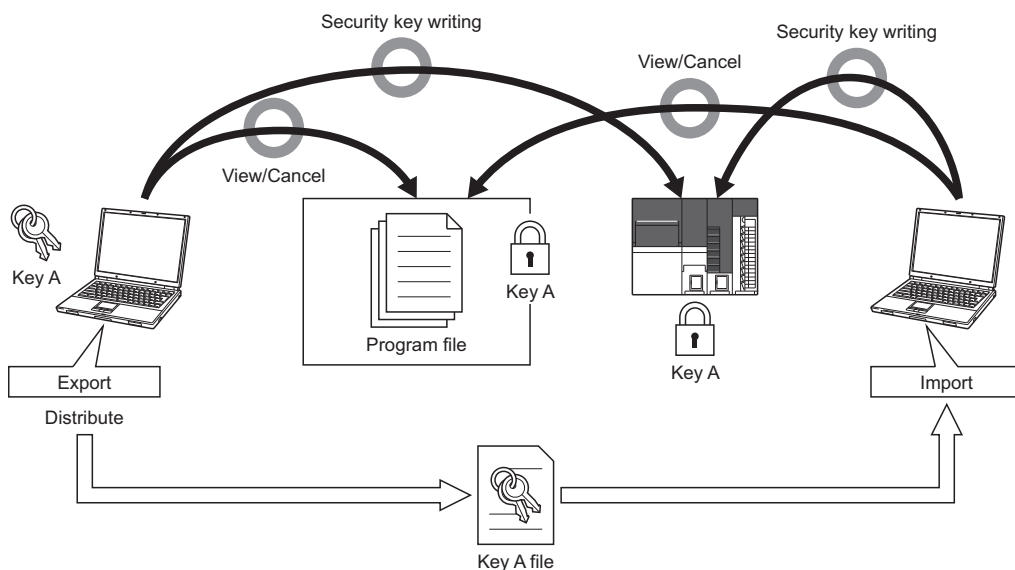 Security key writing
Security key writing
View/Cancel
View/Cancel
Key A
Key A
Program file
Key A
Export
Import
Distribute
Key A file